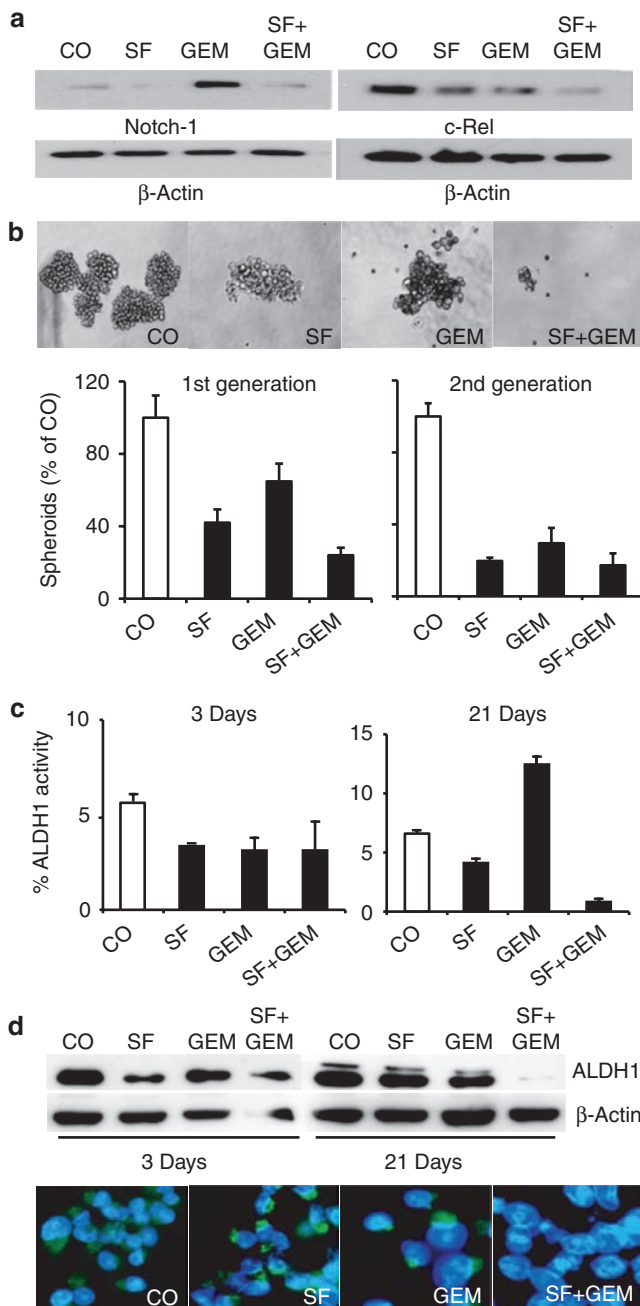 a
SF+ SF+
CO SF GEM GEM CO SF GEM GEM
Notch-1 c-Rel
β-Actin β-Actin
b
CO SF GEM SF+GEM
Spheroids (% of CO)
1st generation 2nd generation
120
80
40
0
CO SF GEM SF+GEM CO SF GEM SF+GEM
c
% ALDH1 activity
3 Days 21 Days
10 15
10
5
5
0 0
CO SF GEM SF+GEM CO SF GEM SF+GEM
d
SF+ SF+
CO SF GEM GEM CO SF GEM GEM
ALDH1
β-Actin
3 Days 21 Days
CO SF GEM SF+GEM